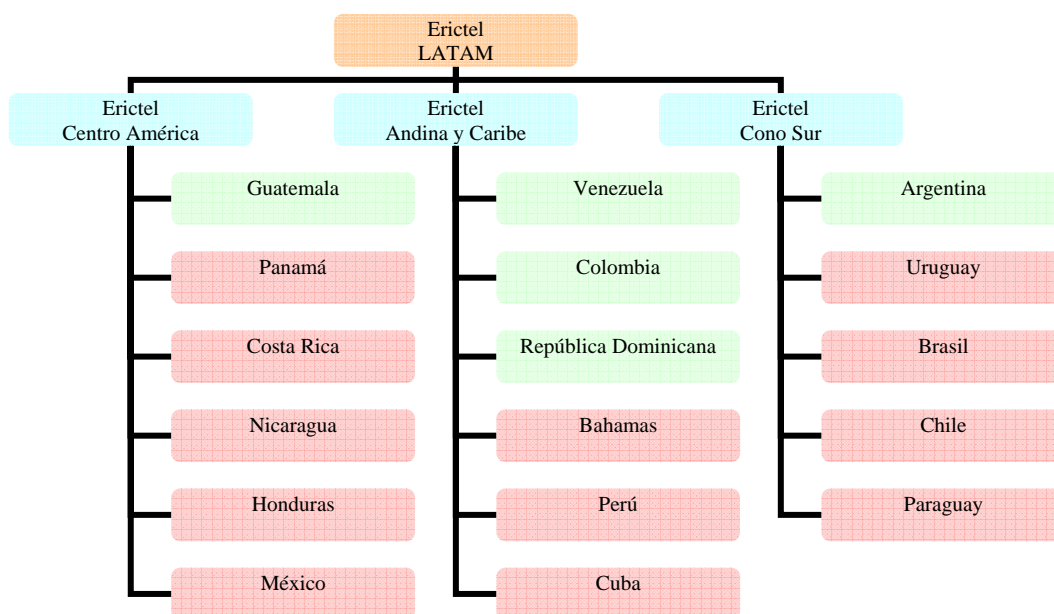 Erictel
LATAM
Erictel
Centro América
Guatemala
Panamá
Costa Rica
Nicaragua
Honduras
México
Erictel
Andina y Caribe
Venezuela
Colombia
República Dominicana
Bahamas
Perú
Cuba
Erictel
Cono Sur
Argentina
Uruguay
Brasil
Chile
Paraguay